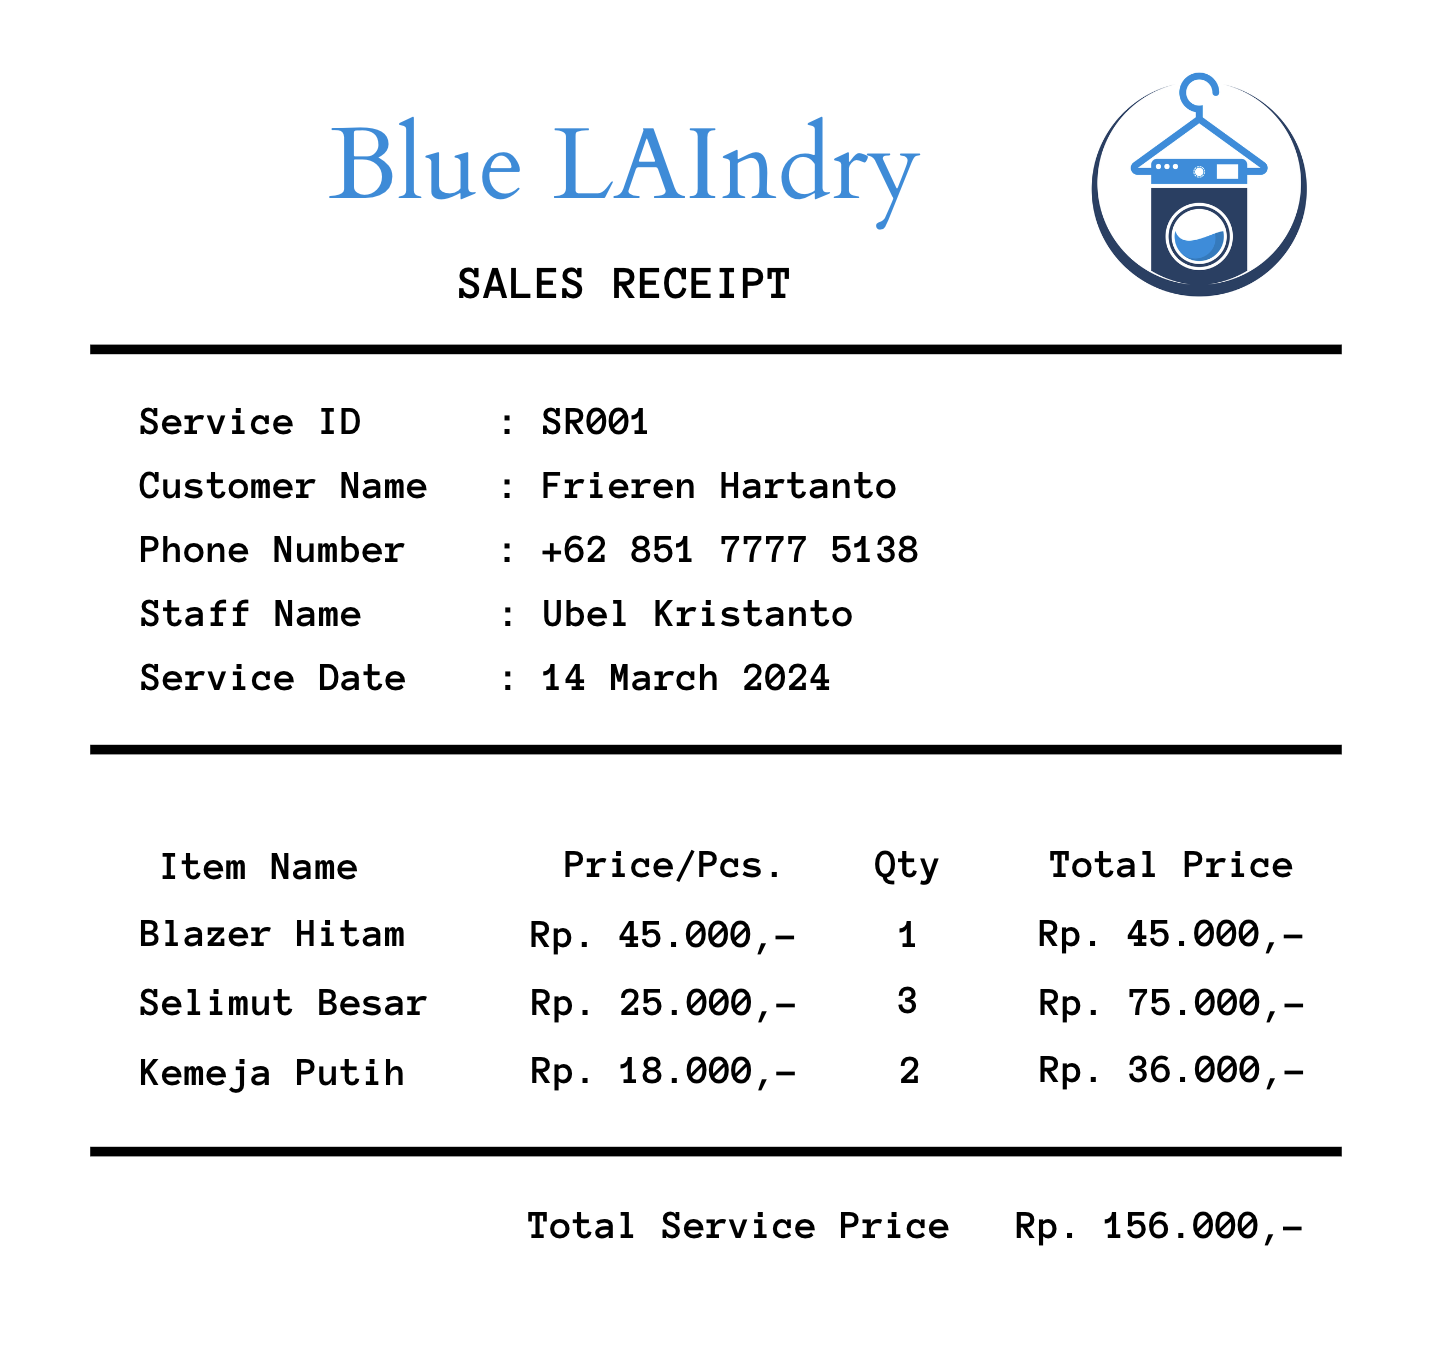 Blue LAIndry
SALES RECEIPT
Service ID : SR001
Customer Name : Frieren Hartanto
Phone Number : +62 851 7777 5138
Staff Name : Ubel Kristanto
Service Date : 14 March 2024
Item Name Price/Pcs. Qty Total Price
Blazer Hitam Rp. 45.000,- 1 Rp. 45.000,-
Selimut Besar Rp. 25.000,- 3 Rp. 75.000,-
Kemeja Putih Rp. 18.000,- 2 Rp. 36.000,-
Total Service Price Rp. 156.000,-